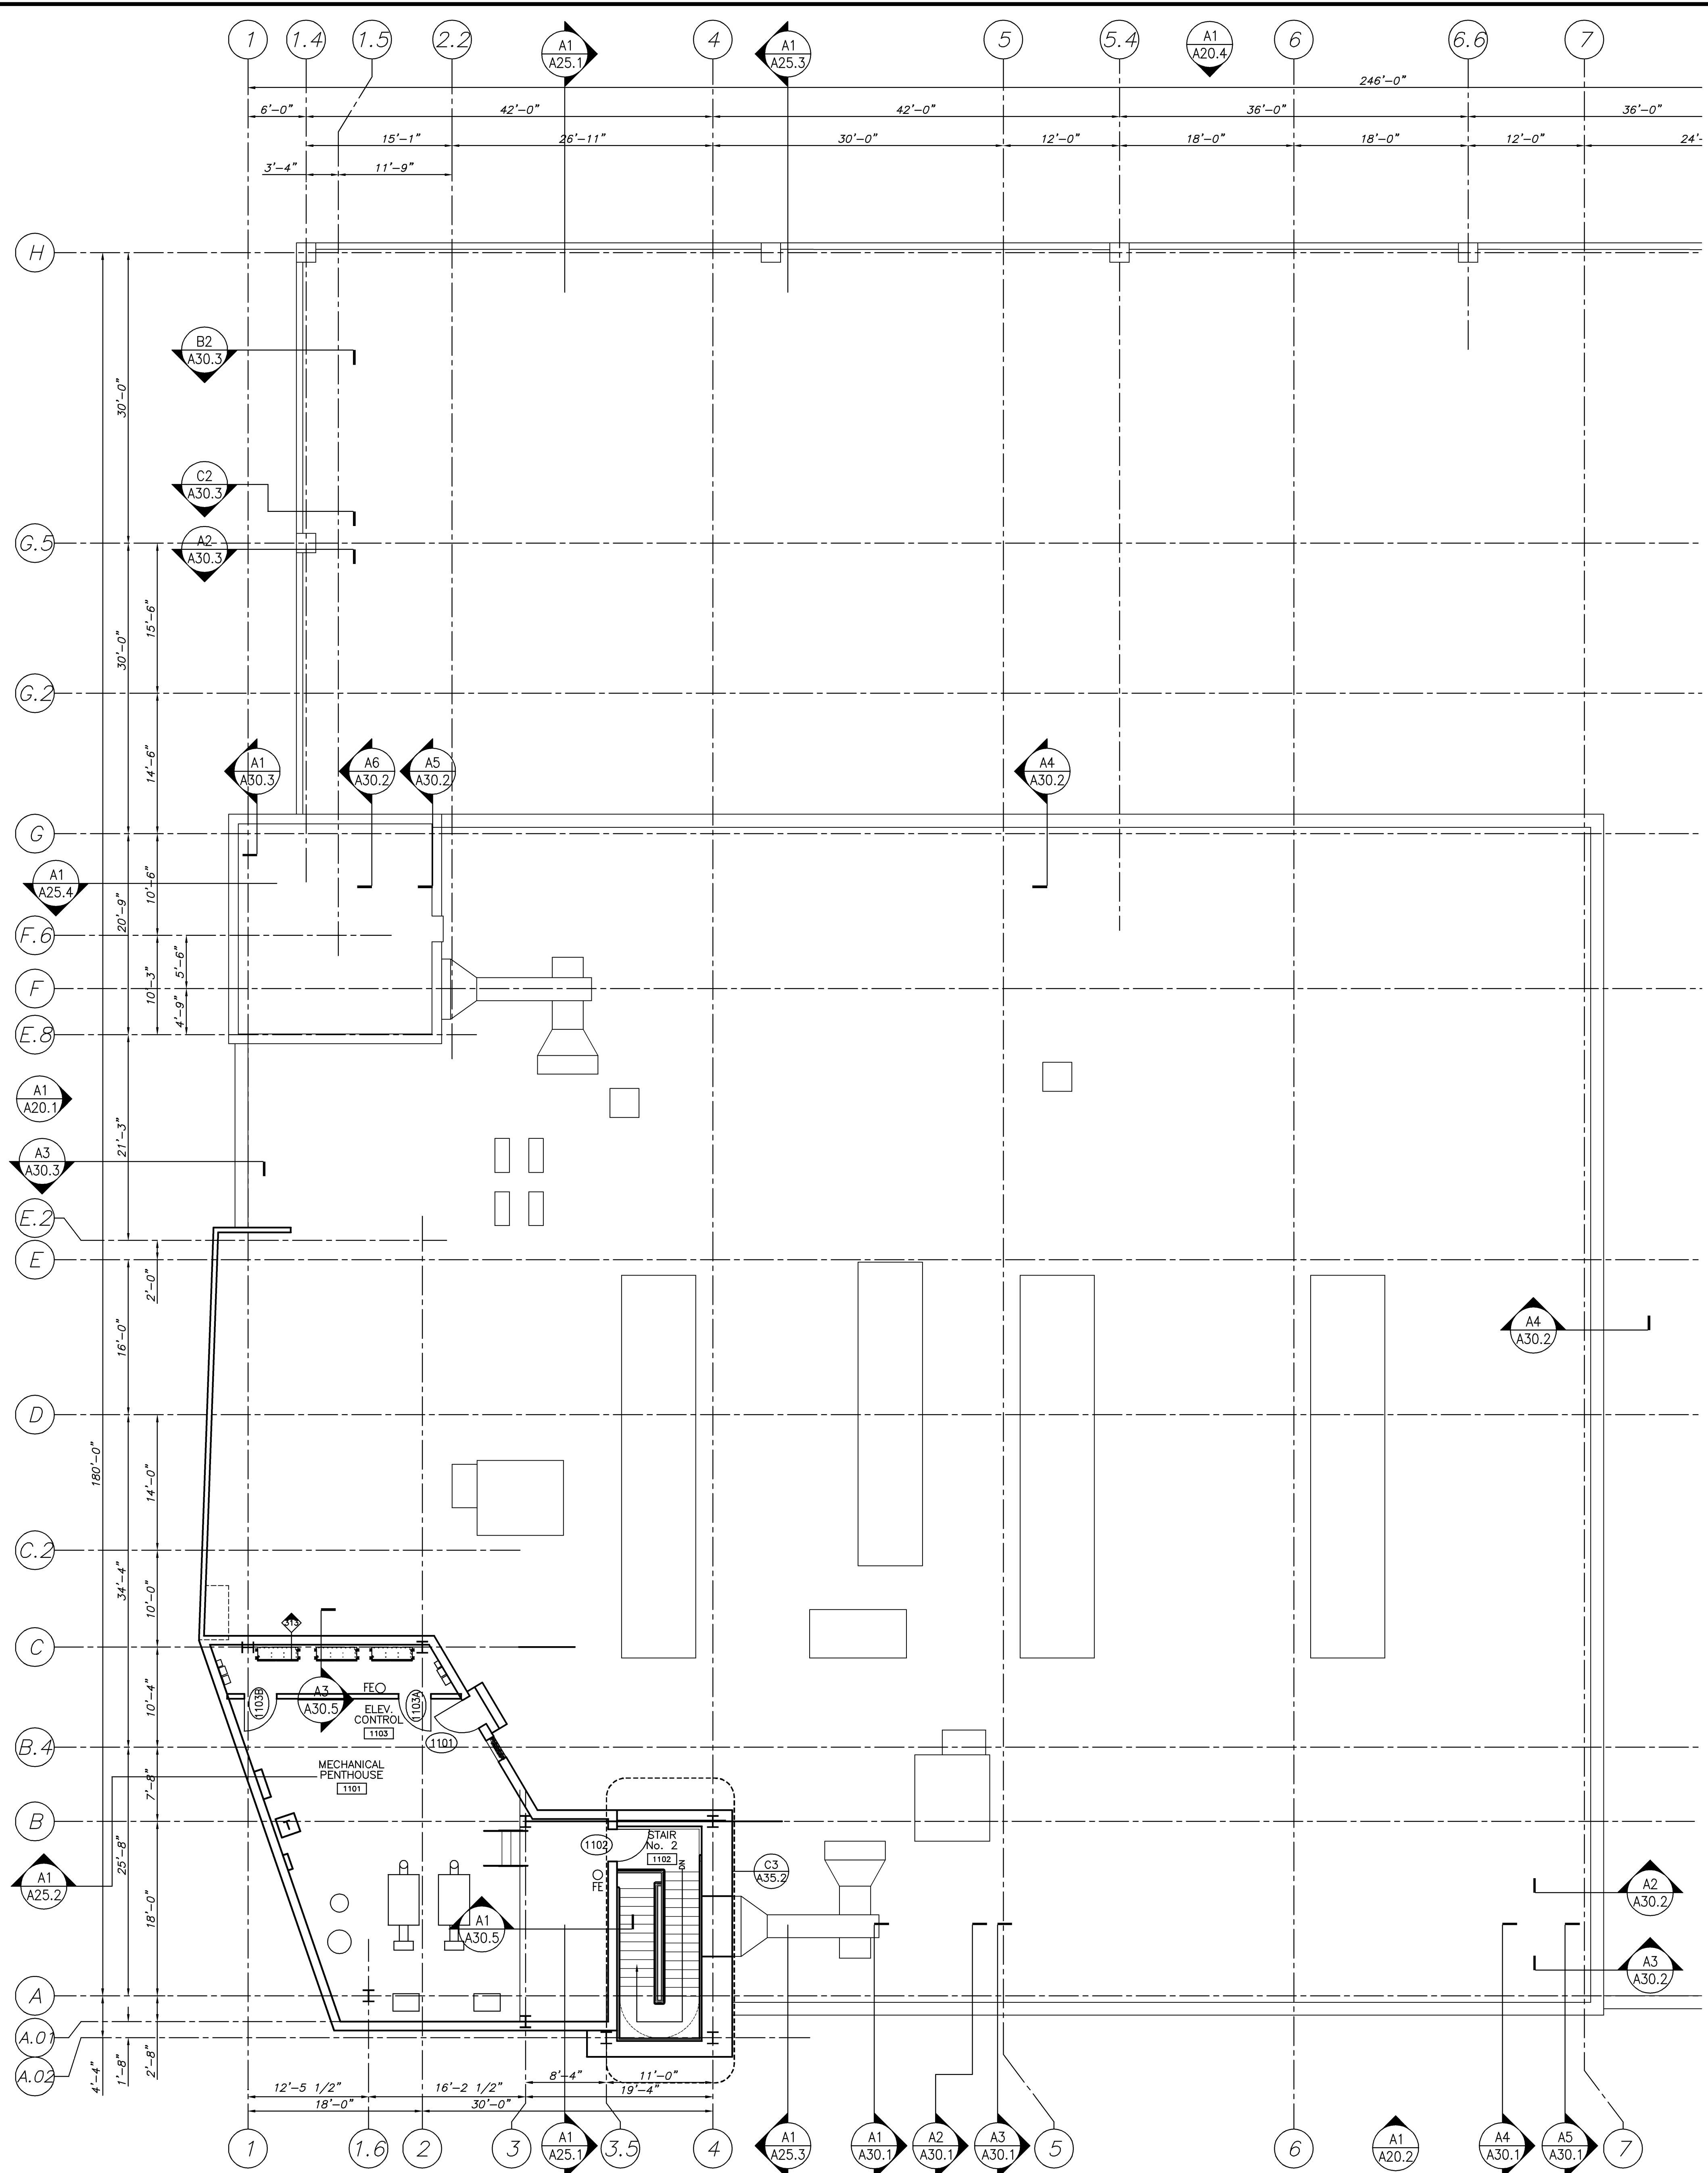 1
1.4
1.5
2.2
A1
A25.1
4
A1
A25.3
5
5.4
A1
A20.4
6
6.6
7
246'-0"
6'-0"
42'-0"
42'-0"
36'-0"
36'-0"
15'-1"
26'-11"
30'-0"
12'-0"
18'-0"
18'-0"
12'-0"
24'-
3'-4"
11'-9"
H
B2
A30.3
30'-0"
C2
A30.3
G.5
A2
A30.3
15'-6"
30'-0"
G.2
14'-6"
A1
A30.3
A6
A30.2
A5
A30.2
A4
A30.2
G
A1
A25.4
10'-6"
20'-9"
F.6
5'-6"
10'-3"
F
4'-9"
E.8
A1
A20.1
21'-3"
A3
A30.3
E.2
E
2'-0"
16'-0"
A4
A30.2
D
180'-0"
14'-0"
C.2
34'-4"
10'-0"
313
C
10'-4"
1103B
A3
A30.5
FE
1103A
ELEV.
CONTROL
1103
1101
B.4
MECHANICAL
PENTHOUSE
1101
7'-8"
B
T
1102
STAIR
No. 2
1102
DN
25'-8"
FE
C3
A35.2
A1
A25.2
18'-0"
A1
A30.5
A2
A30.2
A3
A30.2
A
A.01
A.02
4'-4"
1'-8"
2'-8"
8'-4"
11'-0"
12'-5 1/2"
16'-2 1/2"
19'-4"
18'-0"
30'-0"
1
1.6
2
3
A1
A25.1
3.5
4
A1
A25.3
A1
A30.1
A2
A30.1
A3
A30.1
5
6
A1
A20.2
A4
A30.1
A5
A30.1
7